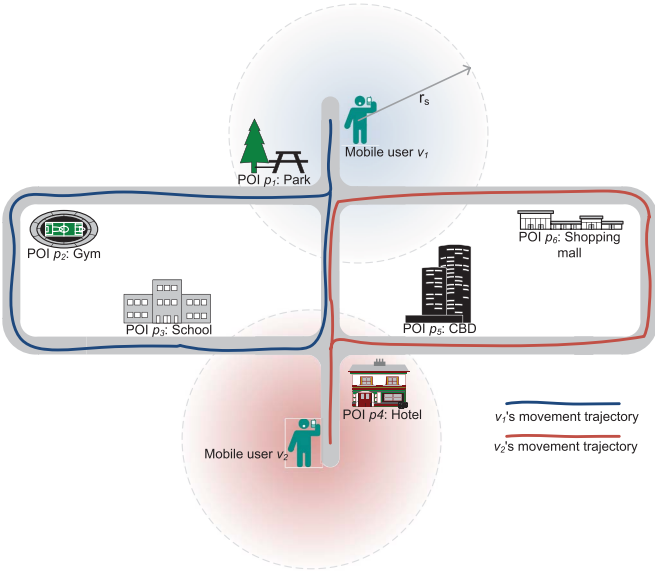 rs
Mobile user v1
POI p1: Park
POI p2: Gym
POI p6: Shopping
mall
POI p3: School
POI p5: CBD
POI p4: Hotel
v1's movement trajectory
Mobile user v2
v2's movement trajectory